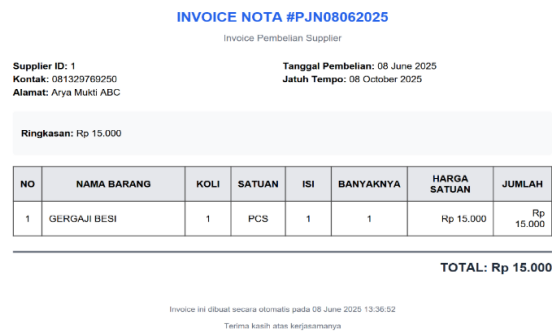 INVOICE NOTA #PJN08062025
Invoice Pembelian Supplier
Supplier ID: 1
Kontak: 081329769250
Alamat: Arya Mukti ABC
Tanggal Pembelian: 08 June 2025
Jatuh Tempo: 08 October 2025
Ringkasan: Rp 15.000
NO NAMA BARANG KOLI SATUAN ISI BANYAKNYA HARGA SATUAN JUMLAH
1 GERGAJI BESI 1 PCS 1 1 Rp 15.000 Rp 15.000
TOTAL: Rp 15.000
Invoice ini dibuat secara otomatis pada 08 June 2025 13:36:52
Terima kasih atas kerjasamanya